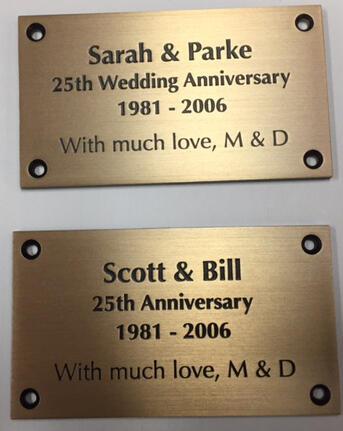 Sarah & Parke
25th Wedding Anniversary
1981 - 2006
With much love, M & D
Scott & Bill
25th Anniversary
1981 - 2006
With much love, M & D